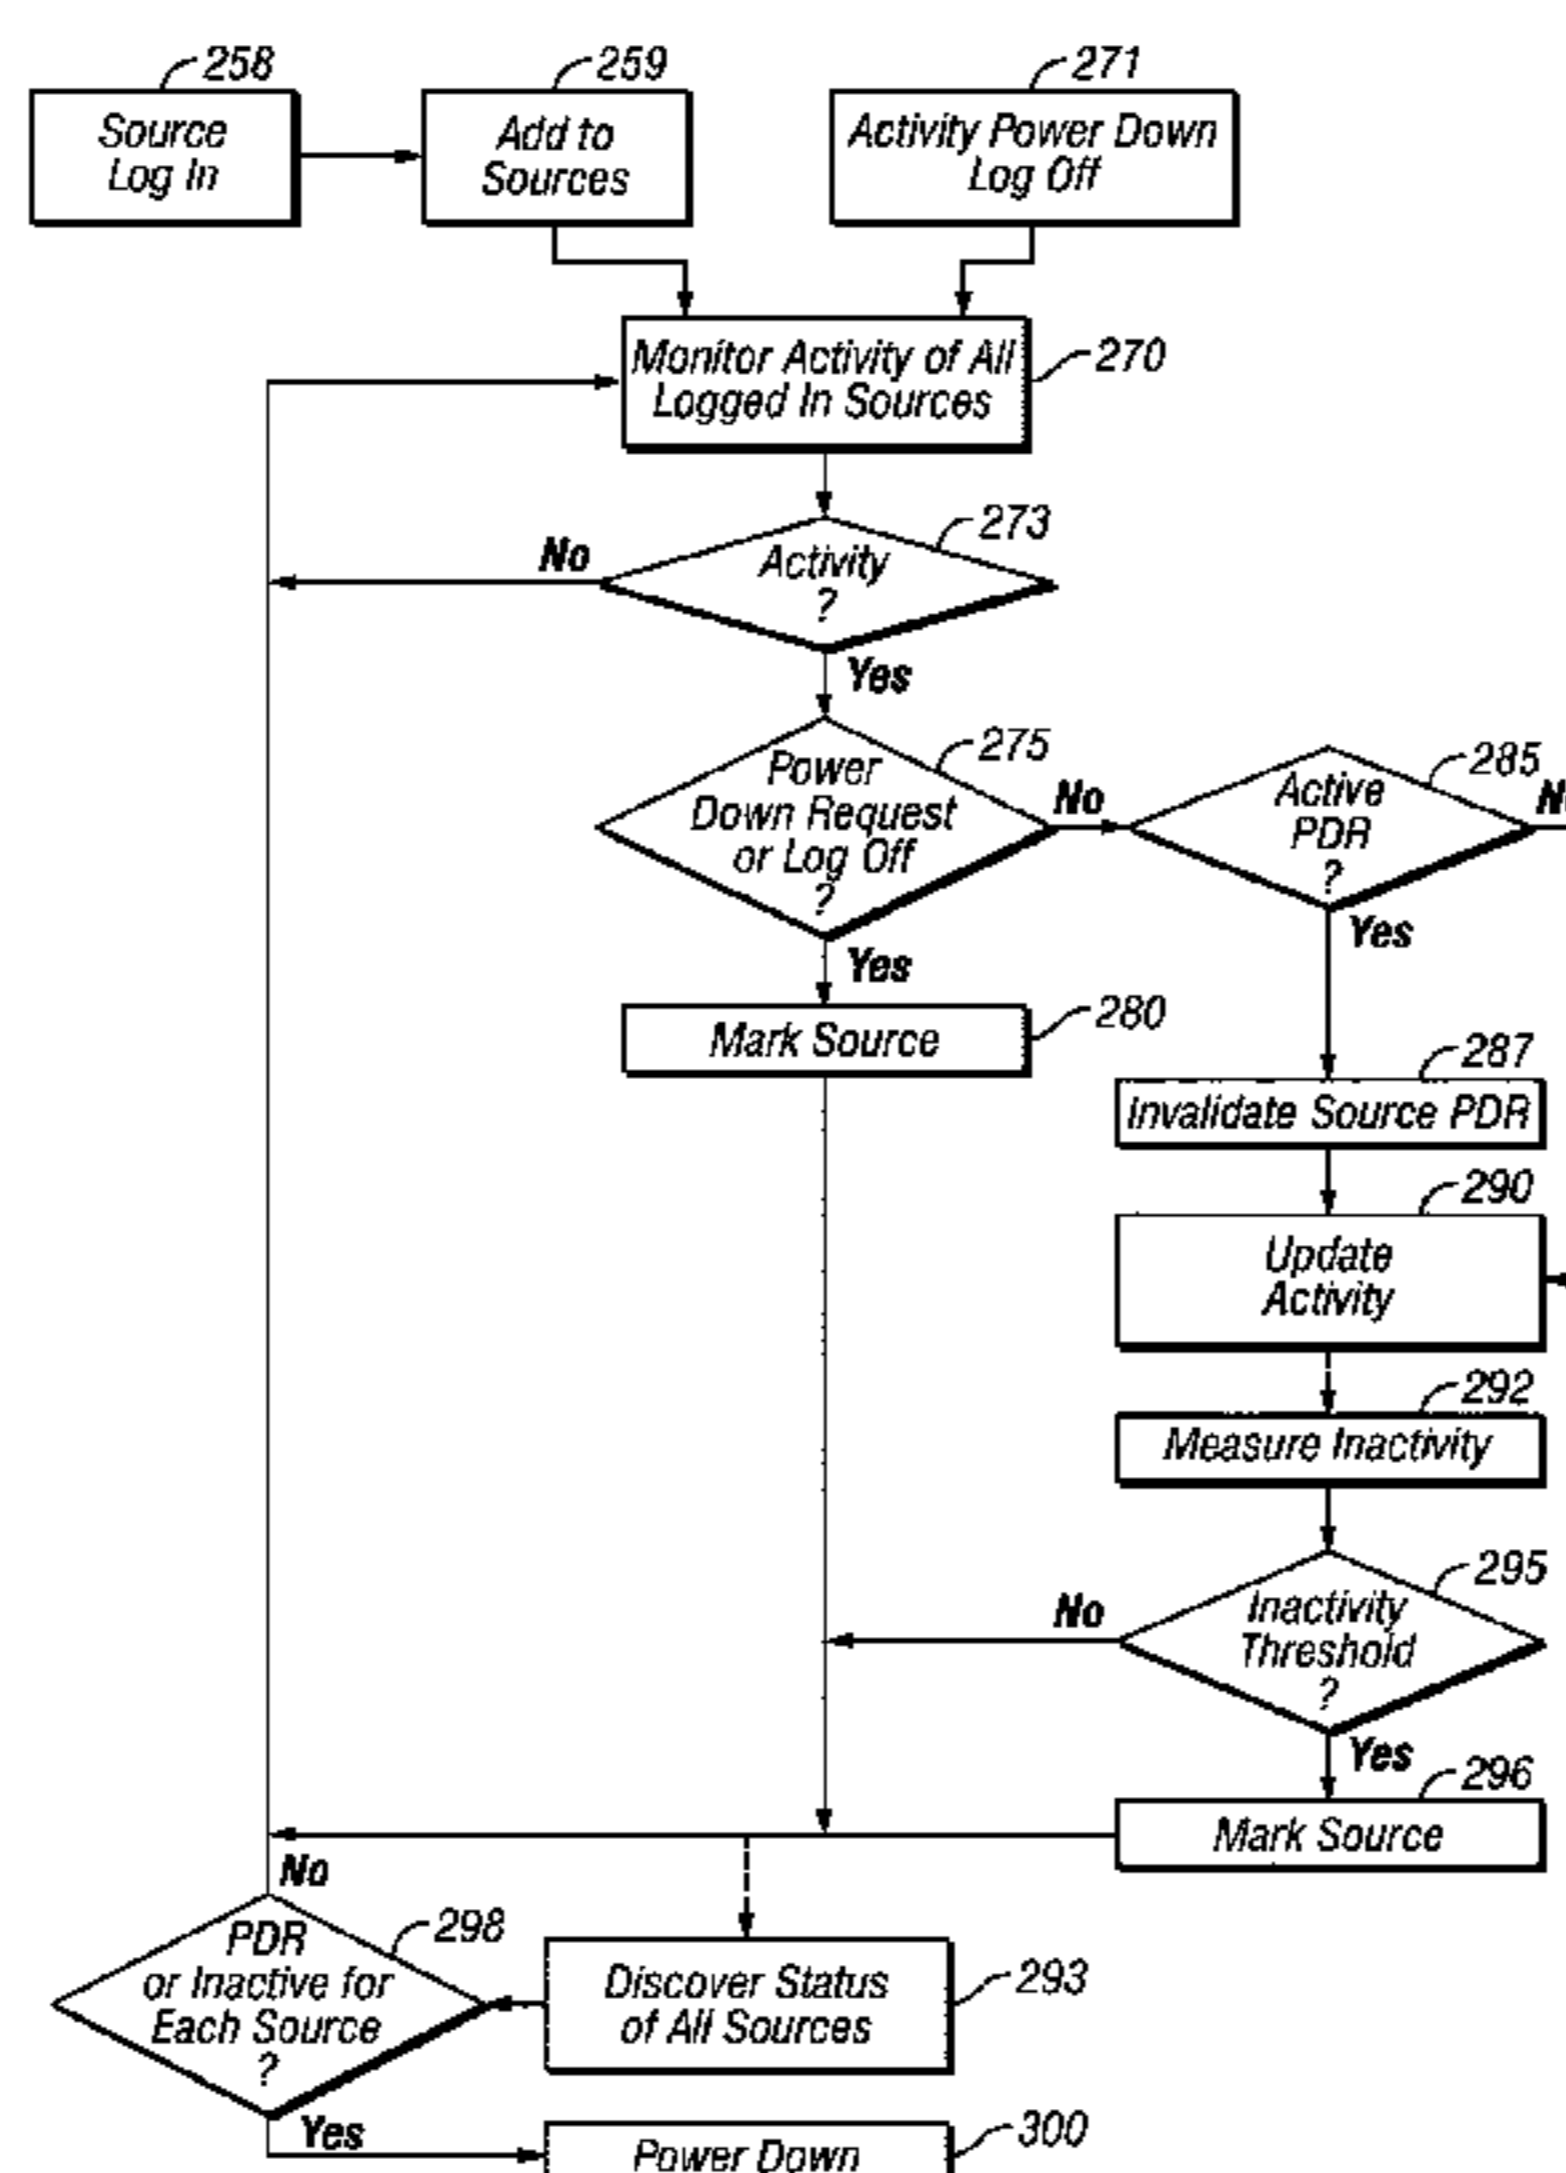 258
Source
Log In
259
Add to
Sources
271
Activity Power Down
Log Off
Monitor Activity of All
Logged In Sources
270
273
Activity
?
No
Yes
275
Power
Down Request
or Log Off
?
No
Yes
285
Active
PDR
?
Yes
Mark Source
280
287
Invalidate Source PDR
290
Update
Activity
292
Measure Inactivity
295
Inactivity
Threshold
?
No
Yes
296
Mark Source
No
298
PDR
or Inactive for
Each Source
?
Yes
Discover Status
of All Sources
293
Power Down
300